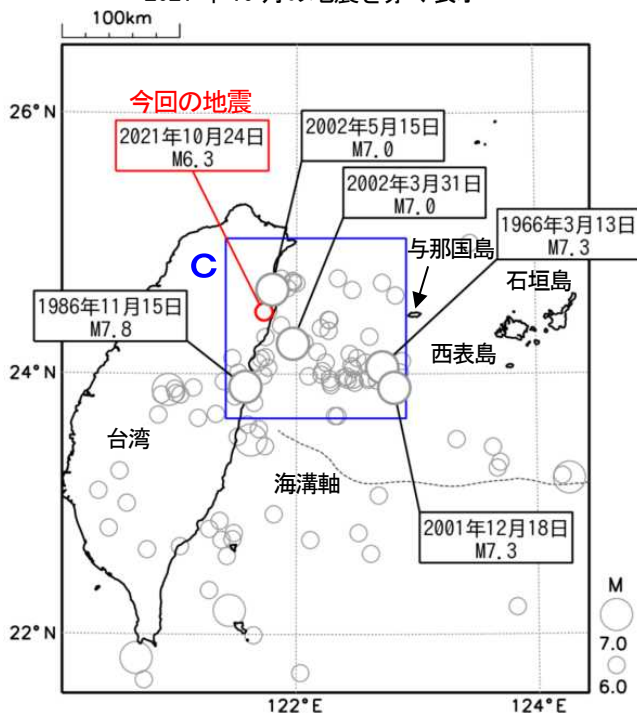 100km
26°N
今回の地震
2021年10月24日
M6.3
2002年5月15日
M7.0
2002年3月31日
M7.0
1966年3月13日
M7.3
C
与那国島
石垣島
1986年11月15日
M7.8
西表島
24°N
台湾
海溝軸
2001年12月18日
M7.3
M
7.0
6.0
22°N
122°E
124°E